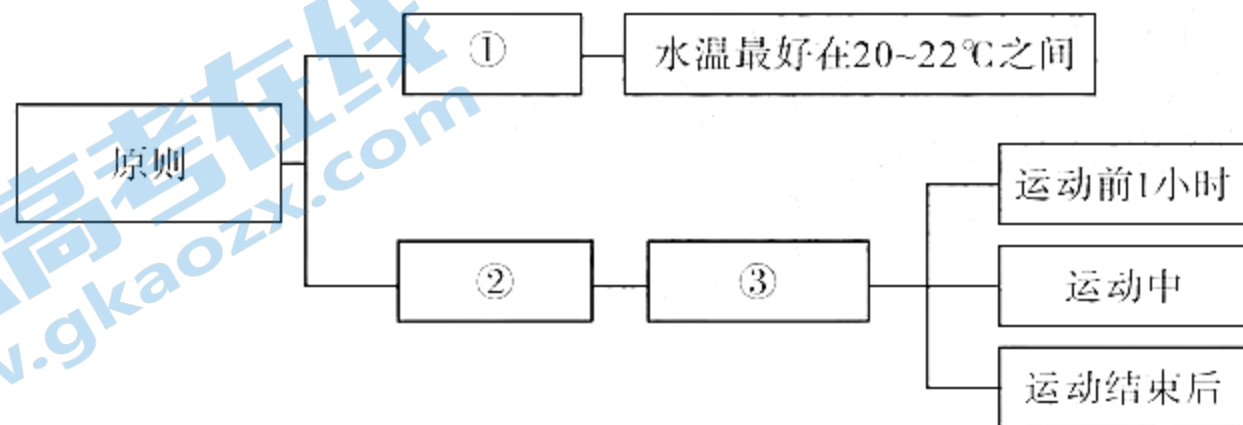 ①
水温最好在20~22℃之间
原则
运动前1小时
②
③
运动中
运动结束后
高考在线
w.gkaozx.com